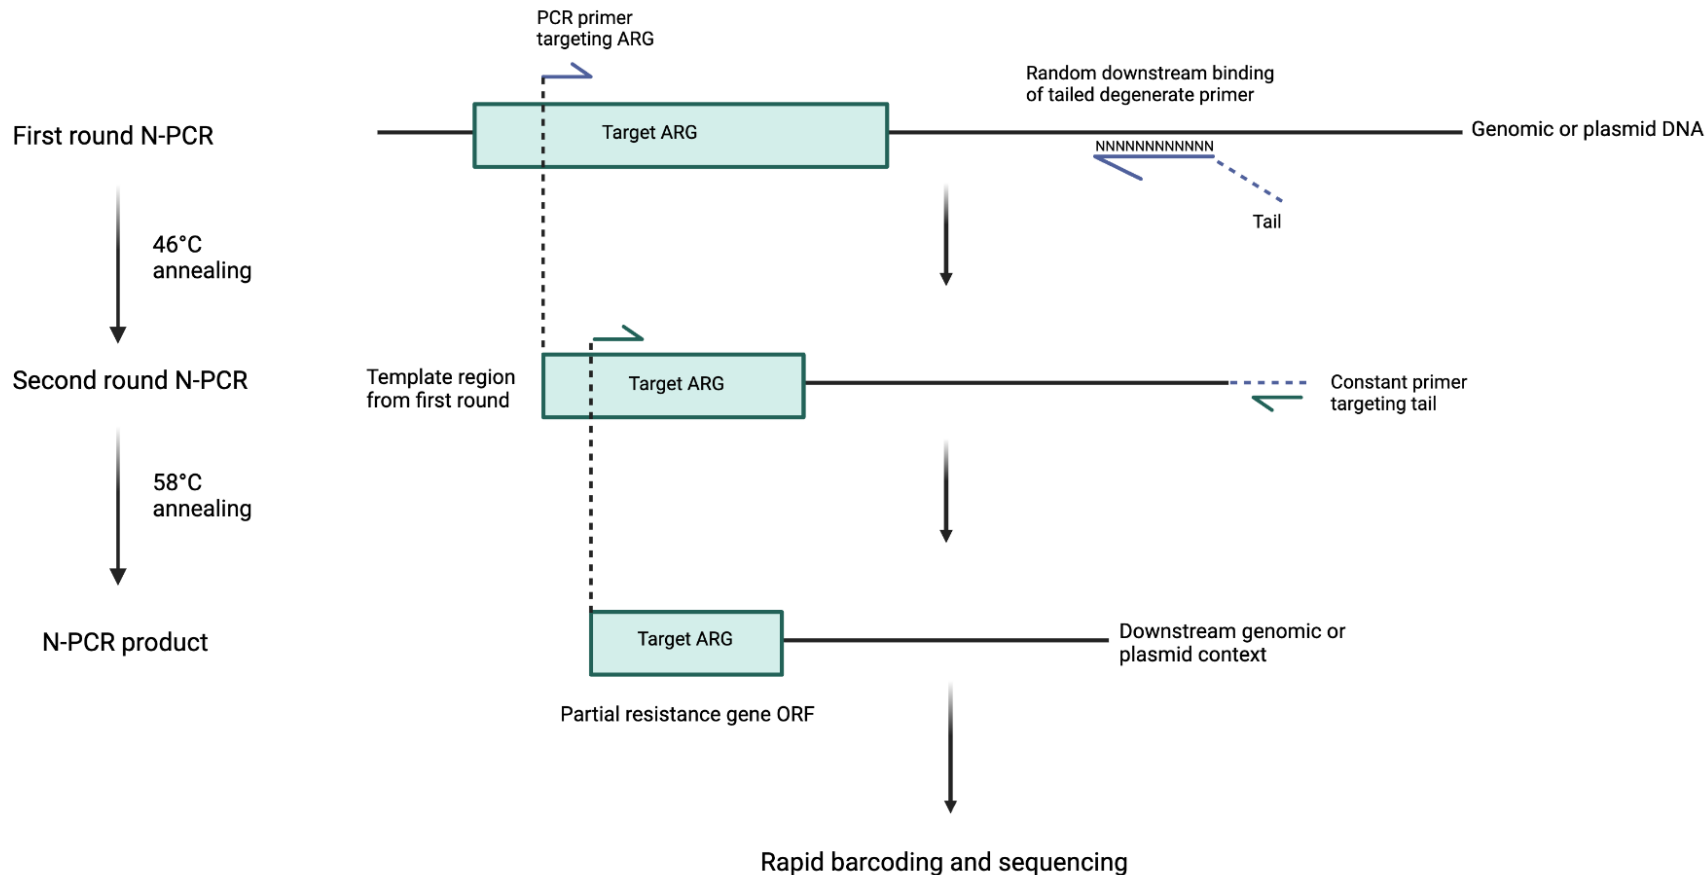 PCR primer
targeting ARG
Random downstream binding
of tailed degenerate primer
First round N-PCR
Target ARG
Genomic or plasmid DNA
NNNNNNNNNNNN
Tail
46°C
annealing
Second round N-PCR
Template region
from first round
Target ARG
Constant primer
targeting tail
58°C
annealing
N-PCR product
Target ARG
Downstream genomic or
plasmid context
Partial resistance gene ORF
Rapid barcoding and sequencing